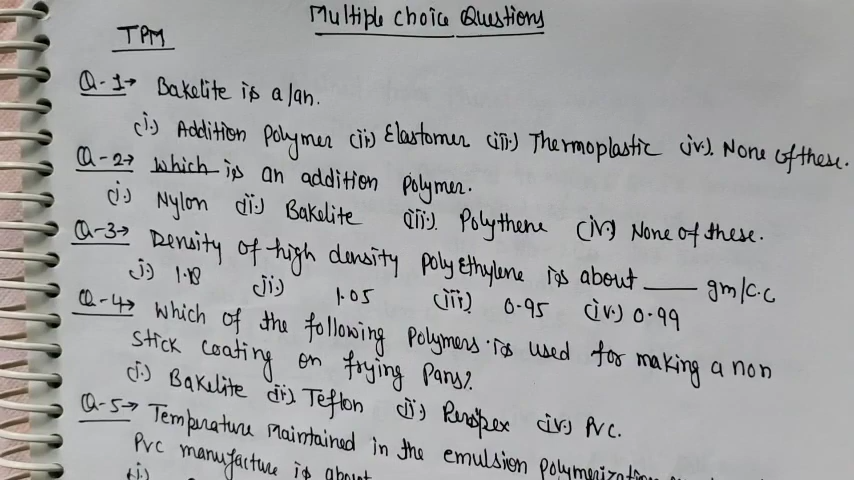 Multiple choice Questions
TPM
Q-1→ Bakelite is a/an.
(i.) Addition Polymer (ii) Elastomer (iii) Thermoplastic (iv). None of these.
Q-2→ which is an addition polymer.
(i.) Nylon (ii.) Bakelite (iii). Polythene (iv.) None of these.
Q-3→ Density of high density polyEthylene is about ___ gm/c.c
(i) 1.18 (ii) 1.05 (iii) 0.95 (iv.) 0.99
Q-4→ Which of the following polymers is used for making a non
stick coating on frying Pans?
(i.) Bakelite (ii). Teflon (ii) Perspex (iv.) PVC.
Q-5→ Temperature Maintained in the emulsion
PVC manufacture is about
(i)